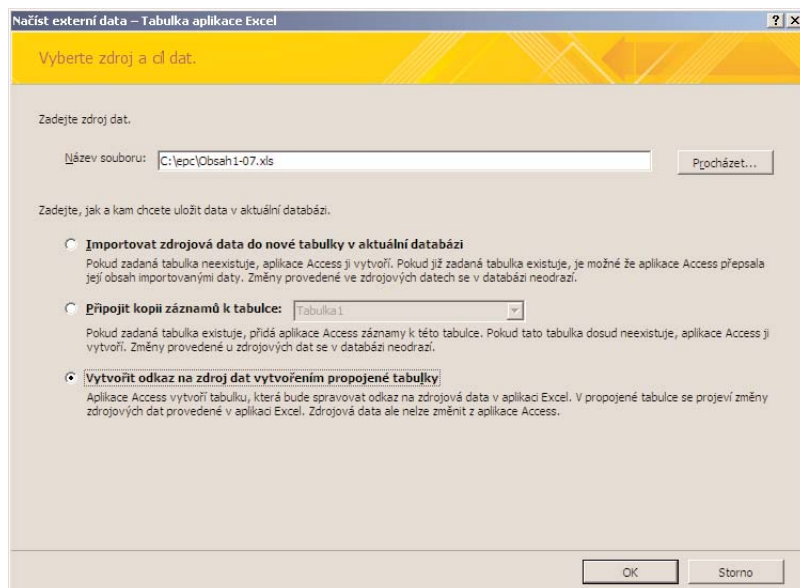 Načíst externí data – Tabulka aplikace Excel
Vyberte zdroj a cíl dat.
Zadejte zdroj dat.
Název souboru: C:\epc\Obsah1-07.xls Procházet...
Zadejte, jak a kam chcete uložit data v aktuální databázi.
Importovat zdrojová data do nové tabulky v aktuální databázi
Pokud zadaná tabulka neexistuje, aplikace Access ji vytvoří. Pokud již zadaná tabulka existuje, je možné že aplikace Access přepsala
její obsah importovanými daty. Změny provedené ve zdrojových datech se v databázi neodrazí.
Připojit kopii záznamů k tabulce: Tabulka1
Pokud zadaná tabulka existuje, přidá aplikace Access záznamy k této tabulce. Pokud tato tabulka dosud neexistuje, aplikace Access ji
vytvoří. Změny provedené u zdrojových dat se v databázi neodrazí.
Vytvořit odkaz na zdroj dat vytvořením propojené tabulky
Aplikace Access vytvoří tabulku, která bude spravovat odkaz na zdrojová data v aplikaci Excel. V propojené tabulce se projeví změny
zdrojových dat provedené v aplikaci Excel. Zdrojová data ale nelze změnit z aplikace Access.
OK Storno